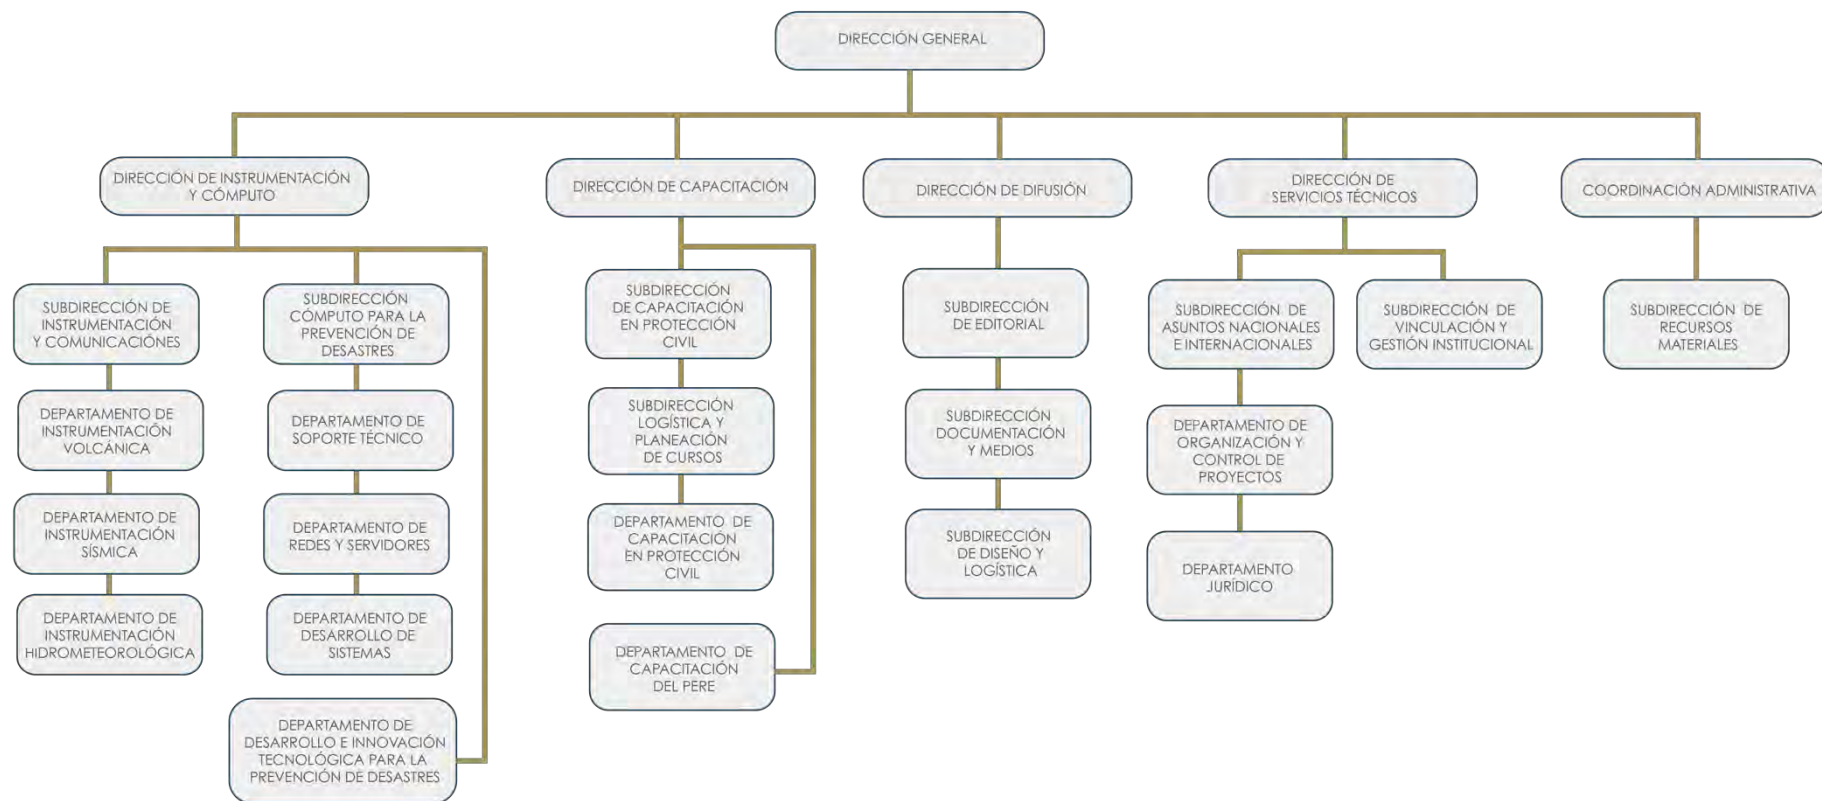 DIRECCIÓN GENERAL
DIRECCIÓN DE INSTRUMENTACIÓN
Y CÓMPUTO
DIRECCIÓN DE CAPACITACIÓN
DIRECCIÓN DE DIFUSIÓN
DIRECCIÓN DE
SERVICIOS TÉCNICOS
COORDINACIÓN ADMINISTRATIVA
SUBDIRECCIÓN DE
INSTRUMENTACIÓN
Y COMUNICACIÓNES
DEPARTAMENTO DE
INSTRUMENTACIÓN
VOLCÁNICA
DEPARTAMENTO DE
INSTRUMENTACIÓN
SÍSMICA
DEPARTAMENTO DE
INSTRUMENTACIÓN
HIDROMETEOROLÓGICA
SUBDIRECCIÓN
CÓMPUTO PARA LA
PREVENCIÓN DE
DESASTRES
DEPARTAMENTO DE
SOPORTE TÉCNICO
DEPARTAMENTO DE
REDES Y SERVIDORES
DEPARTAMENTO DE
DESARROLLO DE
SISTEMAS
DEPARTAMENTO DE
DESARROLLO E INNOVACIÓN
TECNOLÓGICA PARA LA
PREVENCIÓN DE DESASTRES
SUBDIRECCIÓN
DE CAPACITACIÓN
EN PROTECCIÓN
CIVIL
SUBDIRECCIÓN
LOGÍSTICA Y
PLANEACIÓN
DE CURSOS
DEPARTAMENTO DE
CAPACITACIÓN
EN PROTECCIÓN
CIVIL
DEPARTAMENTO DE
CAPACITACIÓN
DEL PERE
SUBDIRECCIÓN
DE EDITORIAL
SUBDIRECCIÓN
DOCUMENTACIÓN
Y MEDIOS
SUBDIRECCIÓN
DE DISEÑO Y
LOGÍSTICA
SUBDIRECCIÓN DE
ASUNTOS NACIONALES
E INTERNACIONALES
DEPARTAMENTO DE
ORGANIZACIÓN Y
CONTROL DE
PROYECTOS
DEPARTAMENTO
JURÍDICO
SUBDIRECCIÓN DE
VINCULACIÓN Y
GESTIÓN INSTITUCIONAL
SUBDIRECCIÓN DE
RECURSOS
MATERIALES